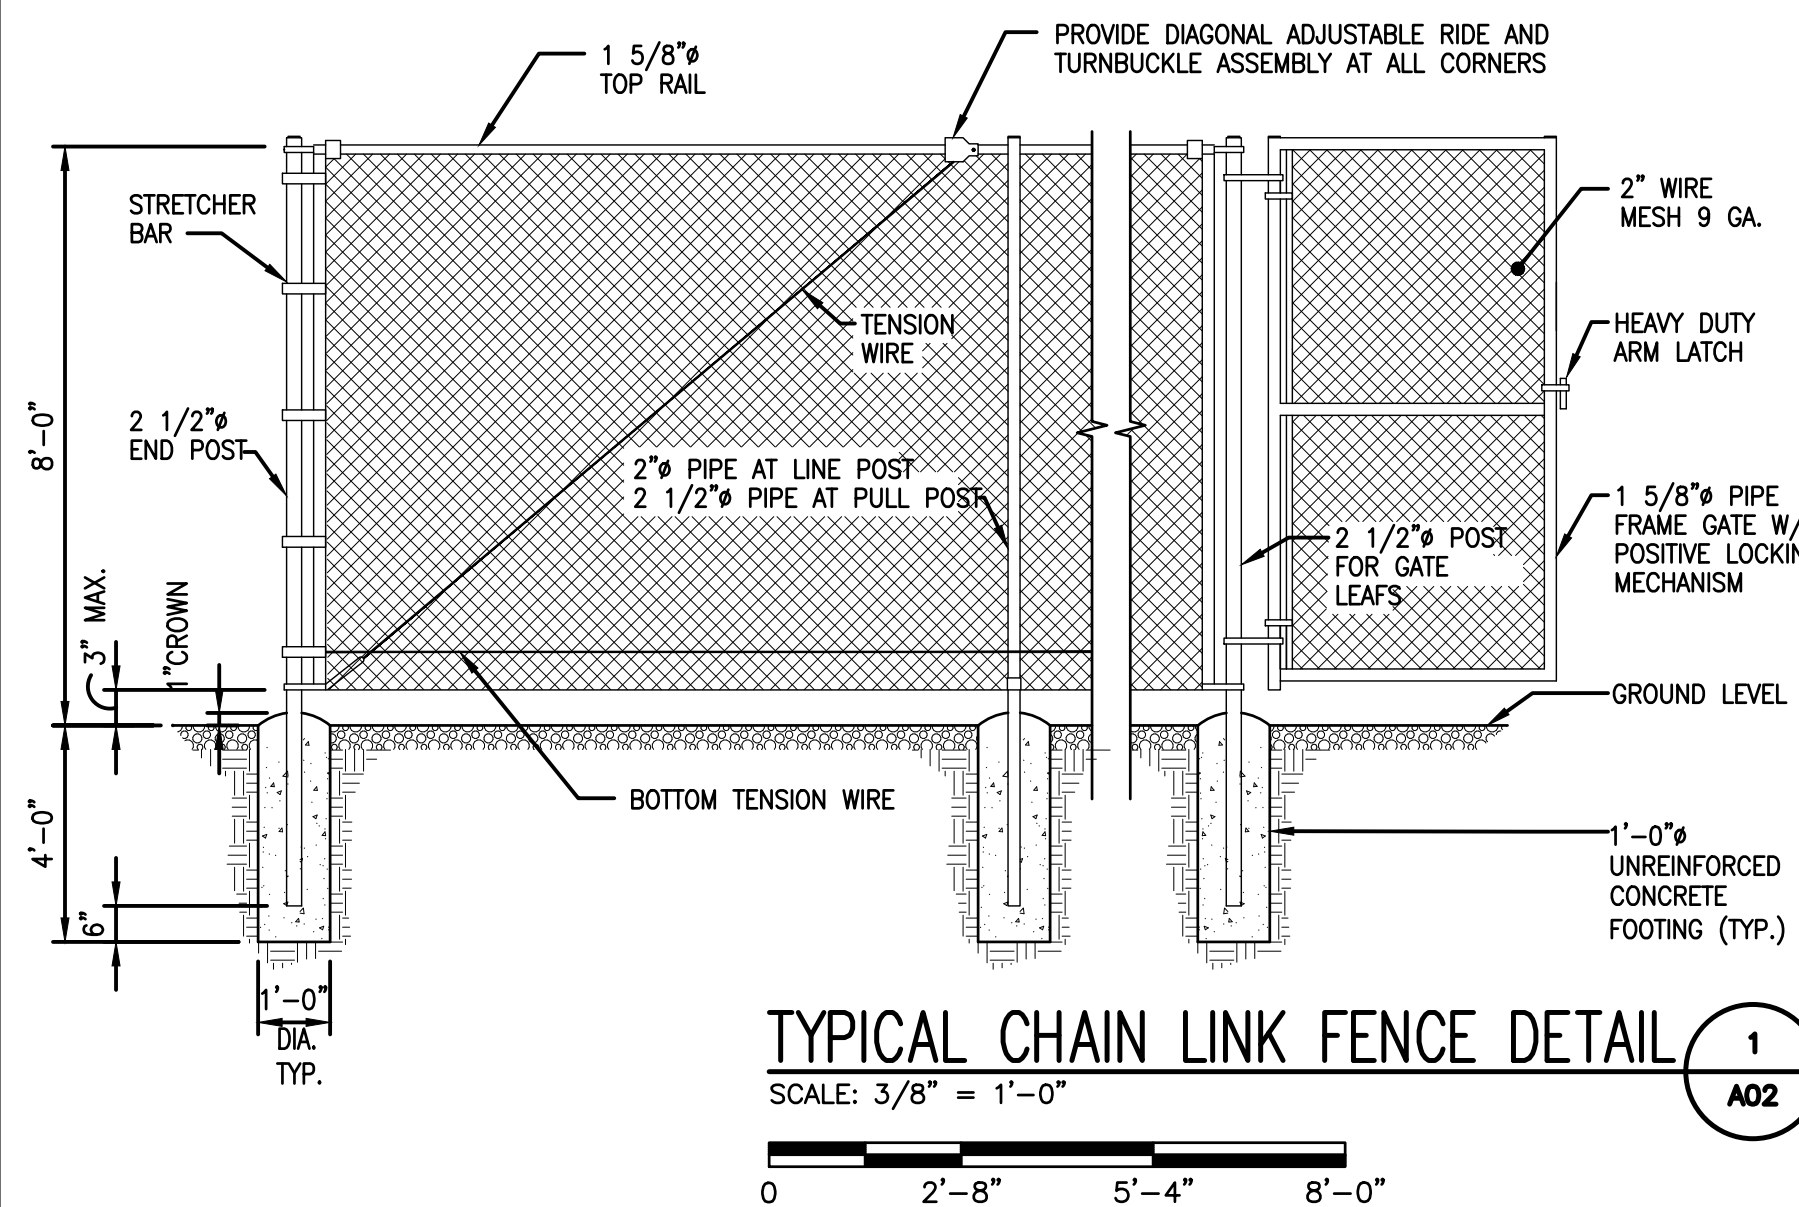 1 5/8"ø
TOP RAIL
PROVIDE DIAGONAL ADJUSTABLE RIDE AND
TURNBUCKLE ASSEMBLY AT ALL CORNERS
STRETCHER
BAR
2" WIRE
MESH 9 GA.
TENSION
WIRE
HEAVY DUTY
ARM LATCH
8'-0"
2 1/2"ø
END POST
2"ø PIPE AT LINE POST
2 1/2"ø PIPE AT PULL POST
2 1/2"ø POST
FOR GATE
LEAFS
1 5/8"ø PIPE
FRAME GATE W/
POSITIVE LOCKIN
MECHANISM
3" MAX.
1"CROWN
GROUND LEVEL
BOTTOM TENSION WIRE
4'-0"
6"
1'-0"ø
UNREINFORCED
CONCRETE
FOOTING (TYP.)
1'-0"
DIA.
TYP.
TYPICAL CHAIN LINK FENCE DETAIL
1
A02
SCALE: 3/8" = 1'-0"
0 2'-8" 5'-4" 8'-0"